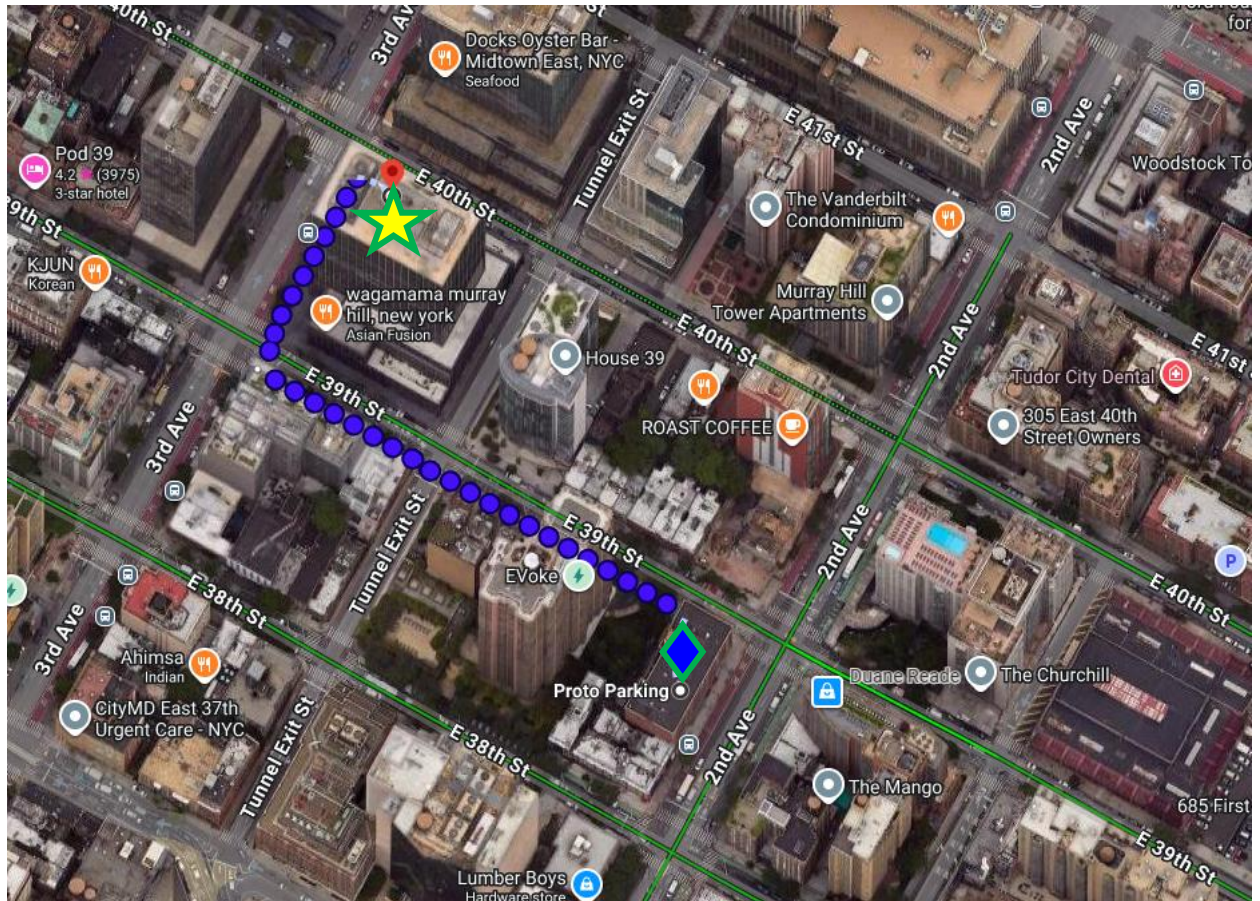 40th St
3rd Ave
Docks Oyster Bar -
Midtown East, NYC
Seafood
Tunnel Exit St
E 41st St
2nd Ave
Woodstock To
Pod 39
4.2 (3975)
3-star hotel
E 40th St
The Vanderbilt
Condominium
39th St
KJUN
Korean
wagamama murray
hill, new york
Asian Fusion
Murray Hill
Tower Apartments
House 39
E 40th St
2nd Ave
E 41st
Tudor City Dental
E 39th St
ROAST COFFEE
305 East 40th
Street Owners
3rd Ave
Tunnel Exit St
E 39th St
2nd Ave
EVoke
P
E 40th St
E 38th St
3rd Ave
Ahimsa
Indian
Proto Parking
Duane Reade
The Churchill
CityMD East 37th
Urgent Care - NYC
Tunnel Exit St
E 38th St
2nd Ave
The Mango
685 First
E 39th St
Lumber Boys
Hardware store